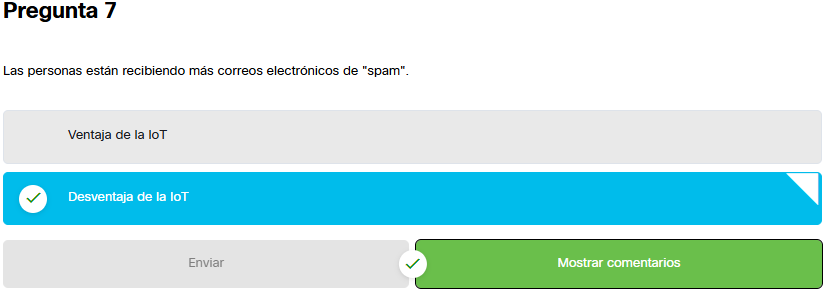 Pregunta 7
Las personas están recibiendo más correos electrónicos de "spam".
Ventaja de la IoT
Desventaja de la IoT
Enviar
Mostrar comentarios